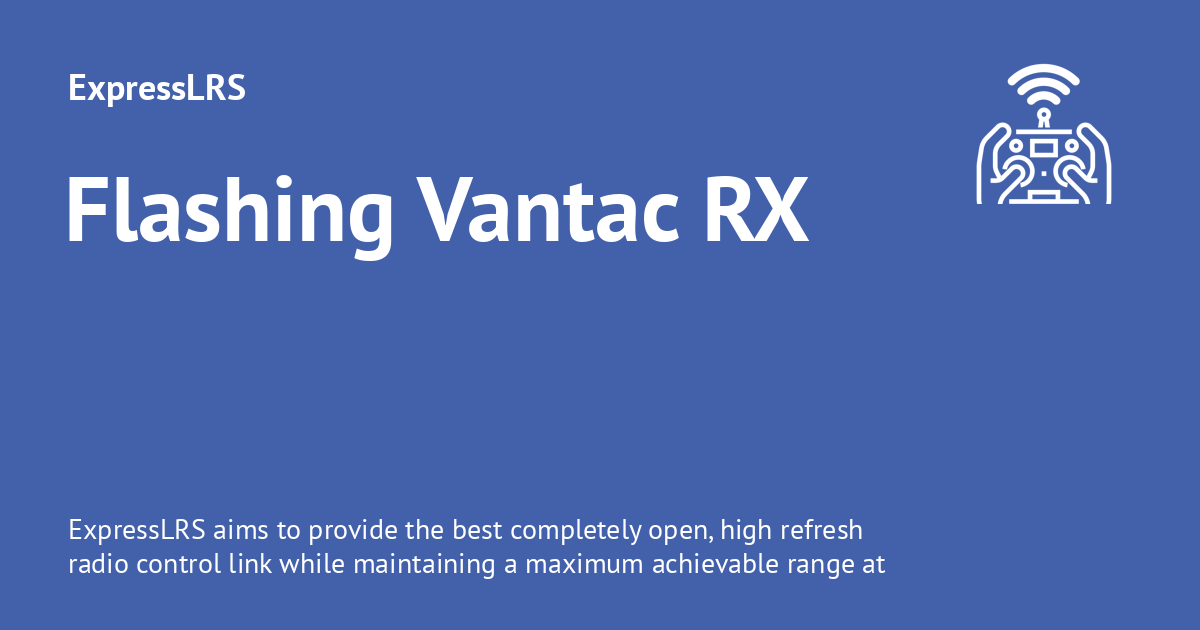 ExpressLRS
Flashing Vantac RX
ExpressLRS aims to provide the best completely open, high refresh
radio control link while maintaining a maximum achievable range at